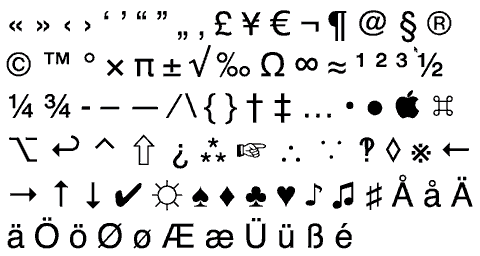 « » ‹ › ‘ ’ “ ” „ ‚ £ ¥ € ¬ ¶ @ § ®
© ™ ° × π ± √ ‰ Ω ∞ ≈ ¹ ² ³ ½
¼ ¾ - – — / \ { } † ‡ … · •  ⌘
⌥ ↩ ⌃ ⇧ ¿ ⁂ ☞ ∴ ∵ ‽ ◊ ※ ←
→ ↑ ↓ ✔ ☼ ♠ ♦ ♣ ♥ ♪ ♫ ♯ Å å Ä
ä Ö ö Ø ø Æ æ Ü ü ß é